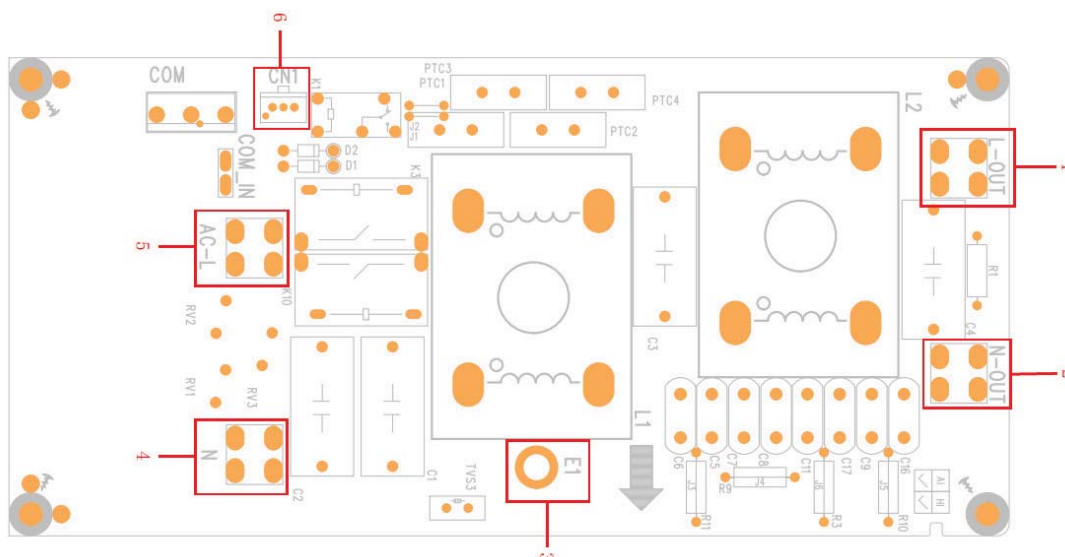 6
COM
CN1
K1
PTC3
PTC1
PTC4
J2
J1
PTC2
L2
L-OUT
D2
D1
COM_IN
K3
AC-L
5
K10
R1
RV2
C3
C4
N-OUT
RV1
RV3
L1
4
N
E1
C2
C1
TVS3
C6
C5
C7
C8
C11
C17
C9
C16
J3
R9
J4
J6
J5
AI
HI
R11
R3
R10